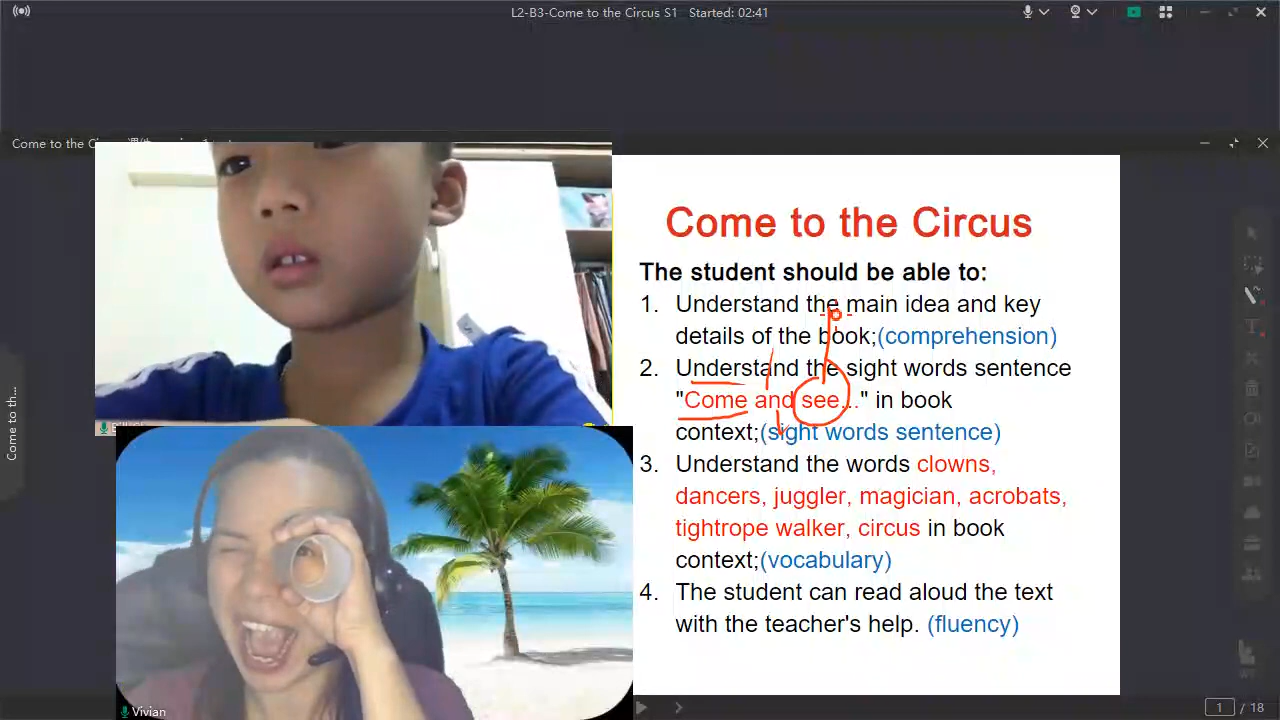 L2-B3-Come to the Circus S1 Started: 02:41
Come to the
Come to the Circus
The student should be able to:
1. Understand the main idea and key
details of the book;(comprehension)
2. Understand the sight words sentence
"Come and see..." in book
context;(sight words sentence)
3. Understand the words clowns,
dancers, juggler, magician, acrobats,
tightrope walker, circus in book
context;(vocabulary)
4. The student can read aloud the text
with the teacher's help. (fluency)
Come to th...
Vivian
1 / 18